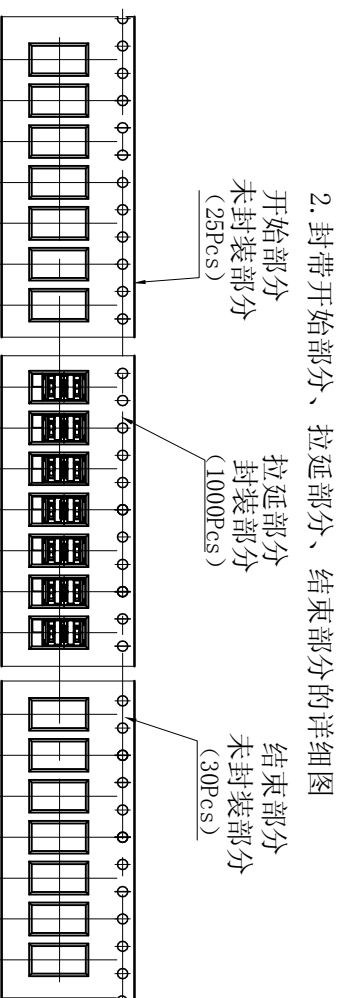 2.封带开始部分、拉延部分、结束部分的详细图
开始部分
未封装部分
(25Pcs)
拉延部分
封装部分
(1000Pcs)
结束部分
未封装部分
(30Pcs)